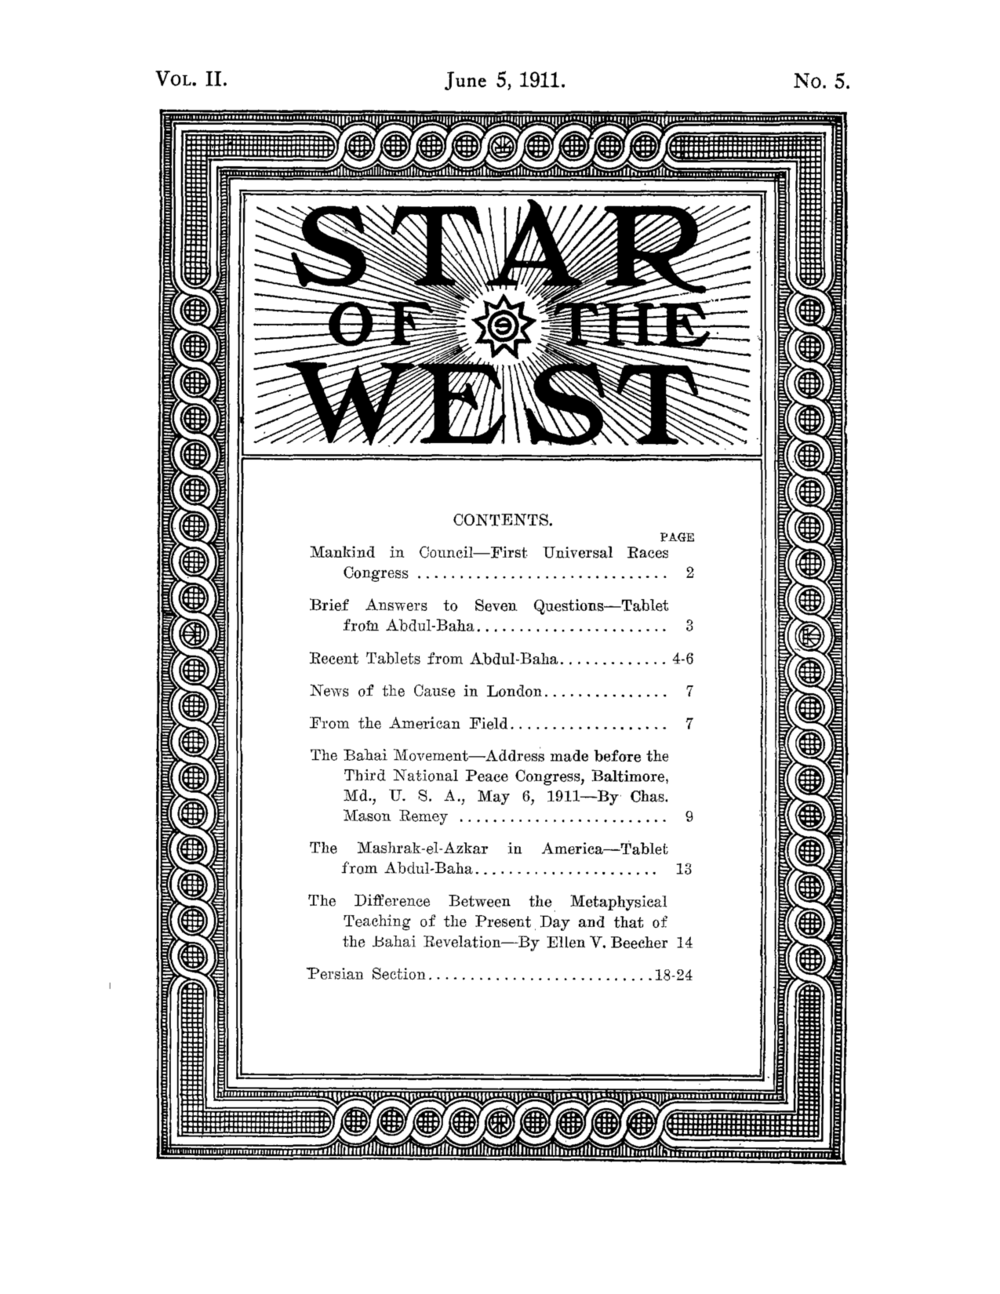 VOL. II. June 5, 1911. No. 5.
STAR
OF 9 THE
WEST
CONTENTS.
PAGE
Mankind in Council—First Universal Races
Congress .............................. 2
Brief Answers to Seven Questions—Tablet
from Abdul-Baha....................... 3
Recent Tablets from Abdul-Baha............. 4-6
News of the Cause in London............... 7
From the American Field................... 7
The Bahai Movement—Address made before the
Third National Peace Congress, Baltimore,
Md., U. S. A., May 6, 1911—By Chas.
Mason Remey ......................... 9
The Mashrak-el-Azkar in America—Tablet
from Abdul-Baha...................... 13
The Difference Between the Metaphysical
Teaching of the Present Day and that of
the Bahai Revelation—By Ellen V. Beecher 14
Persian Section...........................18-24